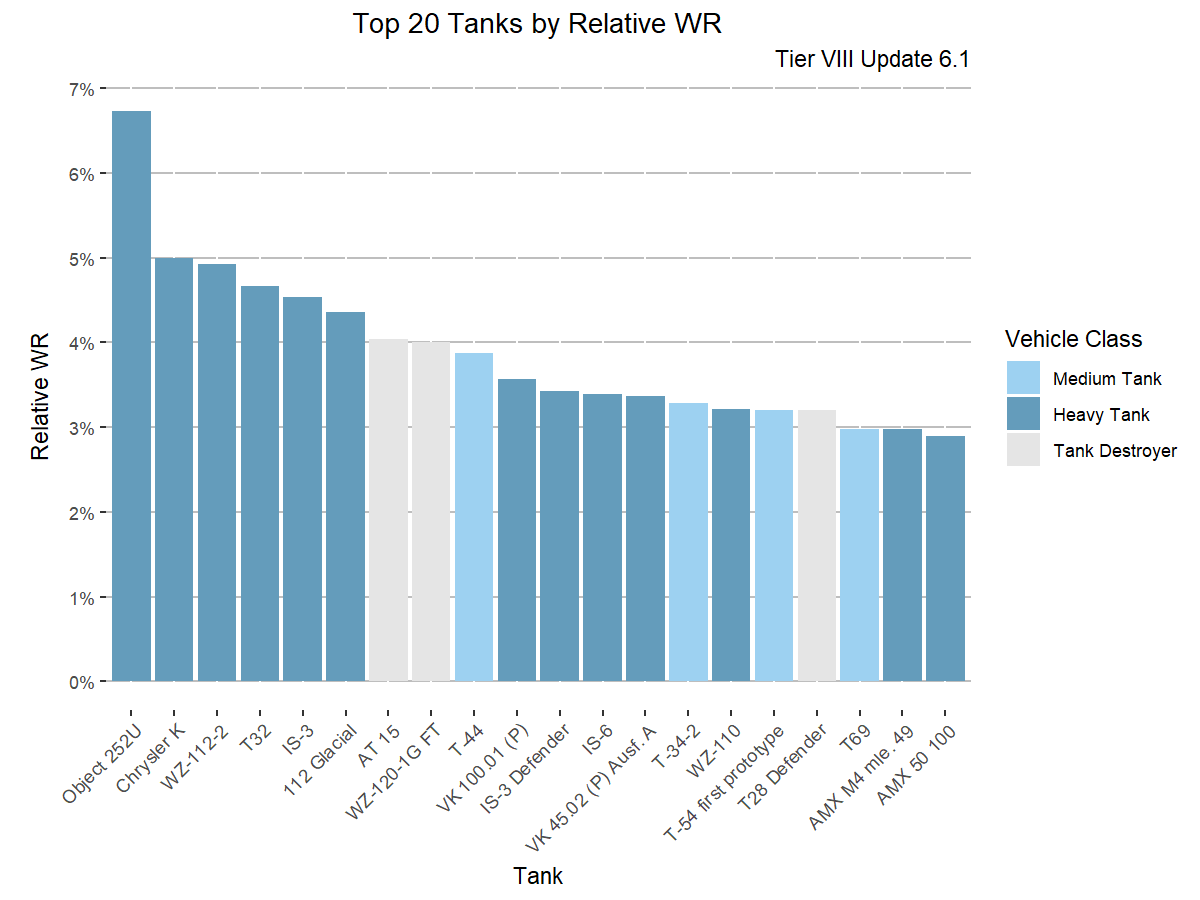 Top 20 Tanks by Relative WR
Tier VIII Update 6.1
7%
6%
5%
4%
3%
2%
1%
0%
Relative WR
Object 252U
Chrysler K
WZ-112-2
T32
IS-3
112 Glacial
AT 15
WZ-120-1G FT
T-44
VK 100.01 (P)
IS-3 Defender
IS-6
VK 45.02 (P) Ausf. A
T-34-2
WZ-110
T-54 first prototype
T28 Defender
T69
AMX M4 mle. 49
AMX 50 100
Tank
Vehicle Class
Medium Tank
Heavy Tank
Tank Destroyer